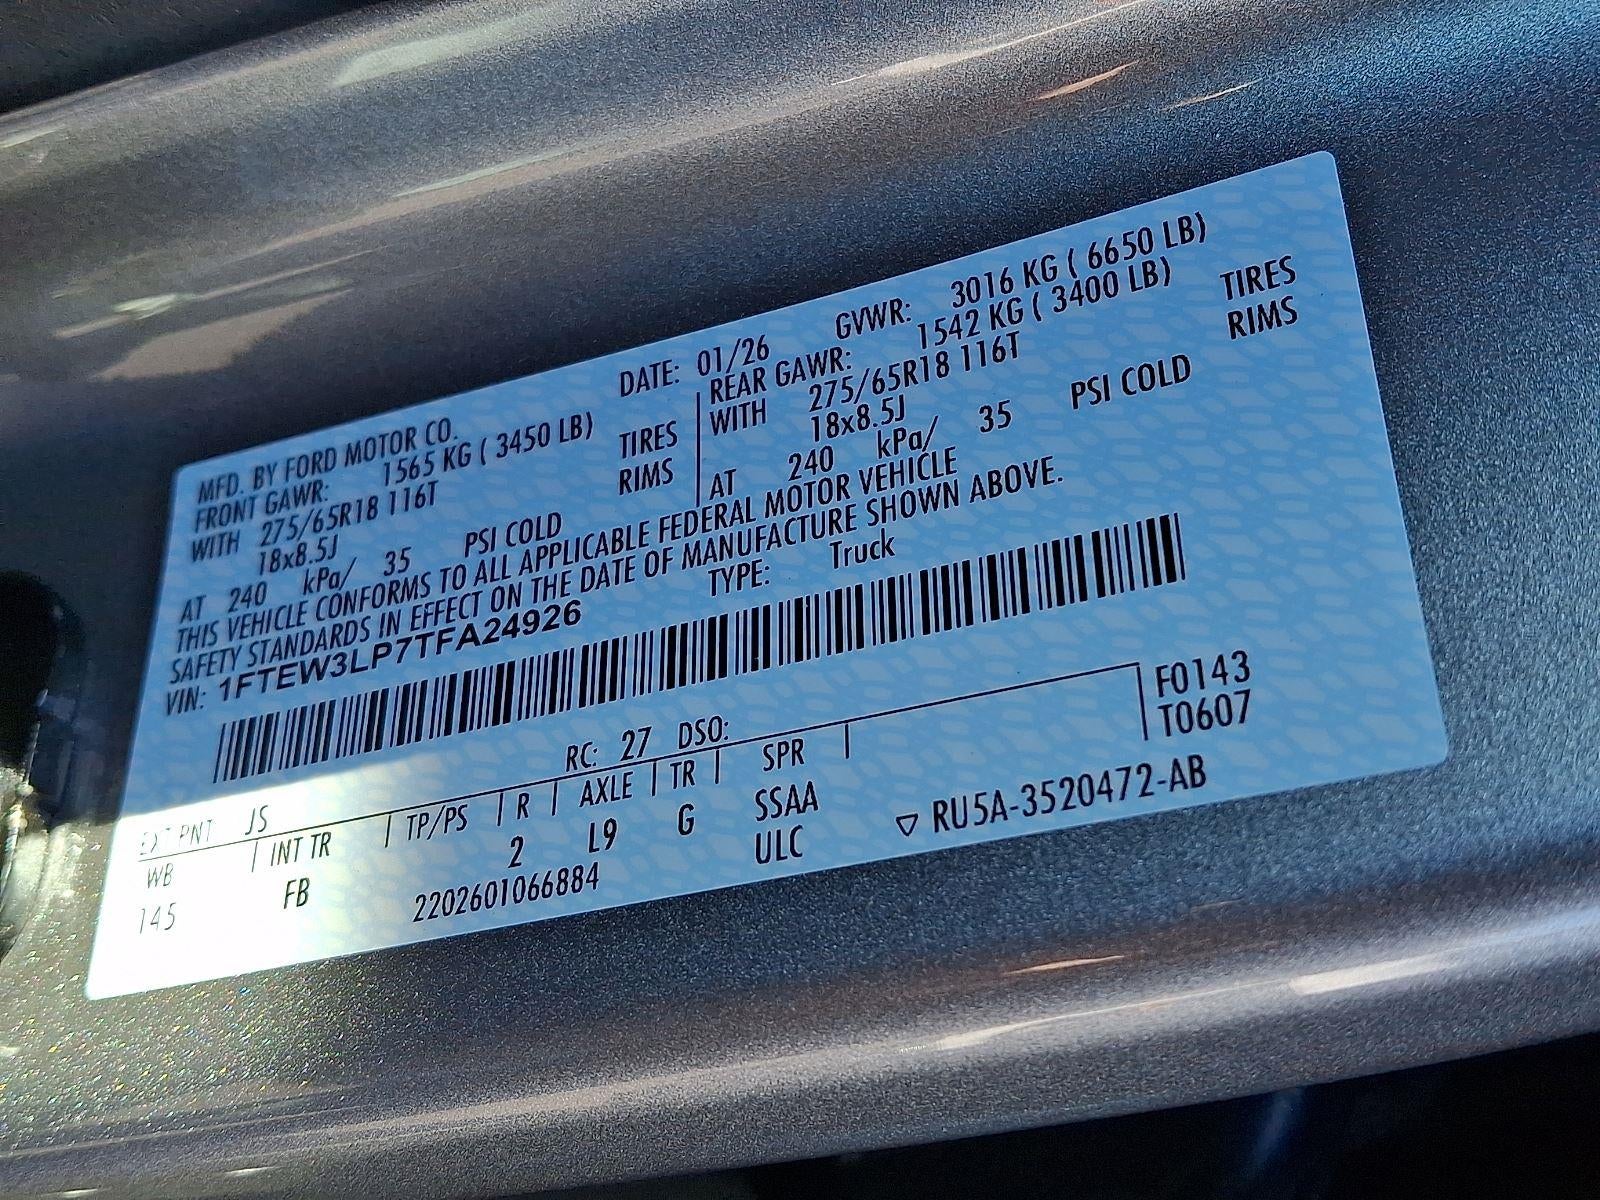 MFD. BY FORD MOTOR CO. DATE: 01/26 GVWR: 3016 KG ( 6650 LB)
FRONT GAWR: 1565 KG ( 3450 LB) REAR GAWR: 1542 KG ( 3400 LB)
WITH 275/65R18 116T TIRES WITH 275/65R18 116T TIRES
18x8.5J RIMS 18x8.5J RIMS
AT 240 kPa/ 35 PSI COLD AT 240 kPa/ 35 PSI COLD
THIS VEHICLE CONFORMS TO ALL APPLICABLE FEDERAL MOTOR VEHICLE
SAFETY STANDARDS IN EFFECT ON THE DATE OF MANUFACTURE SHOWN ABOVE.
VIN: 1FTEW3LP7TFA24926 TYPE: Truck
F0143
T0607
EXT PNT JS RC: 27 DSO:
WB INT TR TP/PS R AXLE TR SPR
145 FB 2 L9 G SSAA
2202601066884 ULC ▽ RU5A-3520472-AB